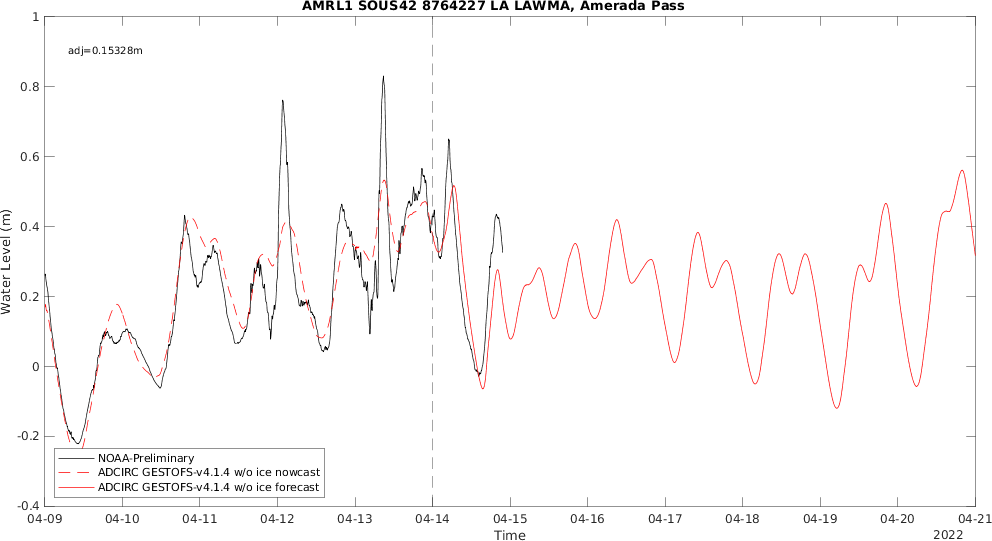 AMRL1 SOUS42 8764227 LA LAWMA, Amerada Pass
adj=0.15328m
Water Level (m)
1
0.8
0.6
0.4
0.2
0
-0.2
-0.4
NOAA-Preliminary
ADCIRC GESTOFS-v4.1.4 w/o ice nowcast
ADCIRC GESTOFS-v4.1.4 w/o ice forecast
04-09 04-10 04-11 04-12 04-13 04-14 04-15 04-16 04-17 04-18 04-19 04-20 04-21
Time
2022